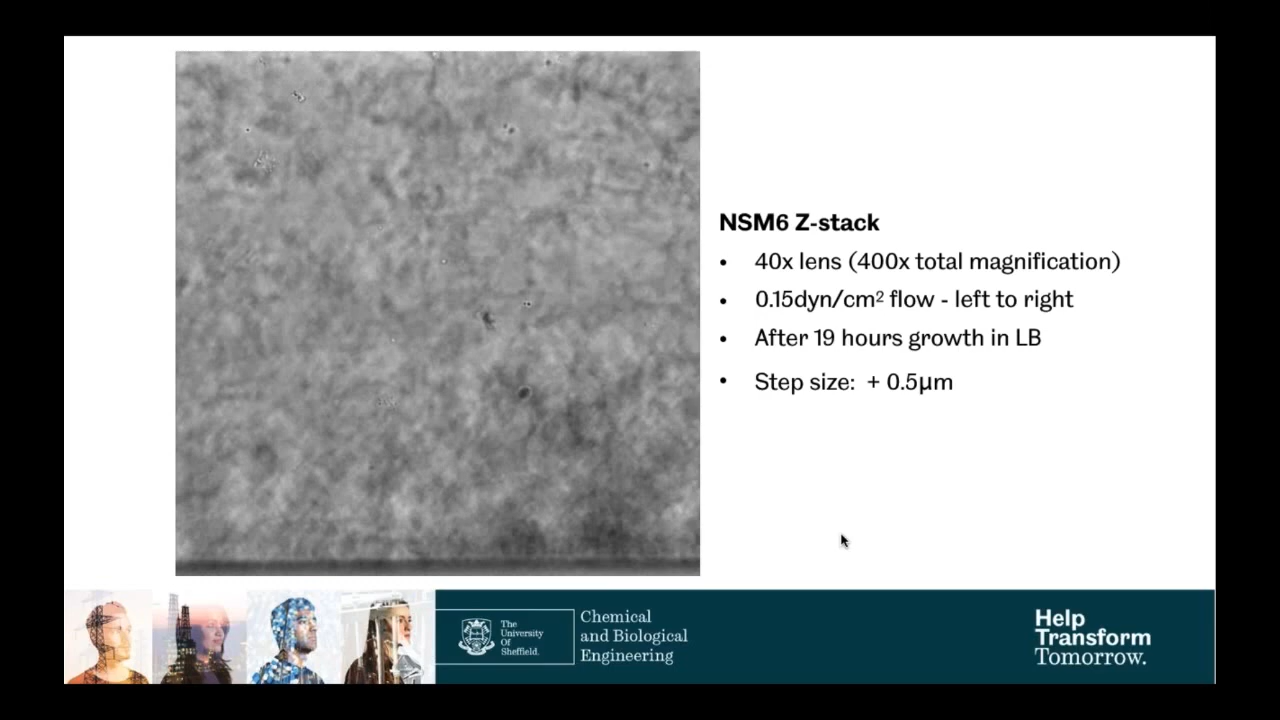 NSM6 Z-stack
• 40x lens (400x total magnification)
• 0.15dyn/cm² flow - left to right
• After 19 hours growth in LB
• Step size: + 0.5µm
The
University
Of
Sheffield.
Chemical
and Biological
Engineering
Help
Transform
Tomorrow.